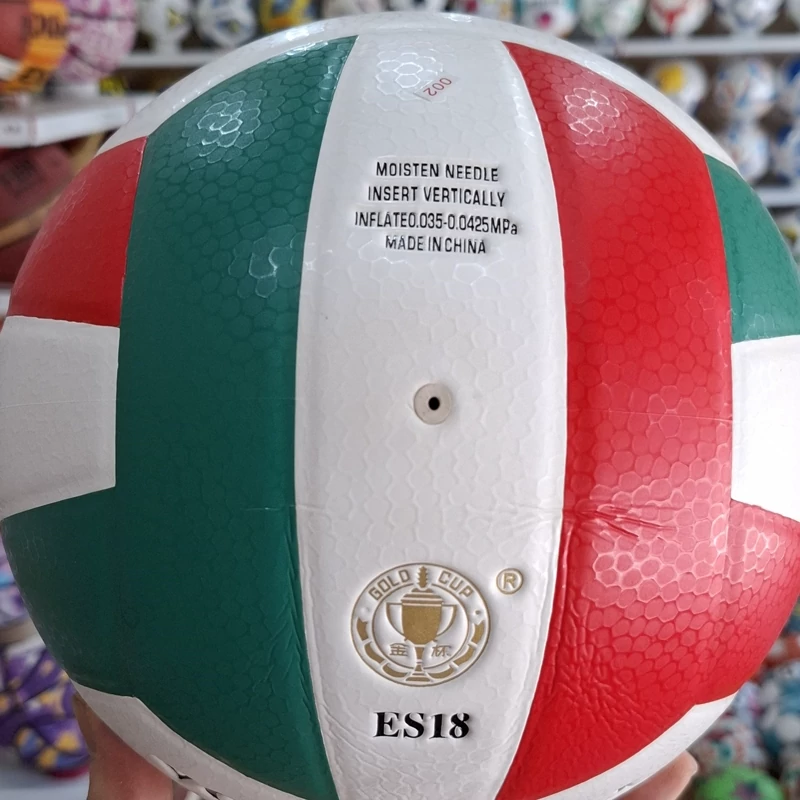 002
MOISTEN NEEDLE
INSERT VERTICALLY
INFLATE0.035-0.0425MPa
MADE IN CHINA
GOLD CUP ®
金杯
ES18